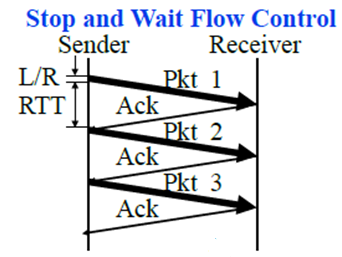 Stop and Wait Flow Control
Sender Receiver
L/R Pkt 1
RTT Ack
Pkt 2
Ack
Pkt 3
Ack